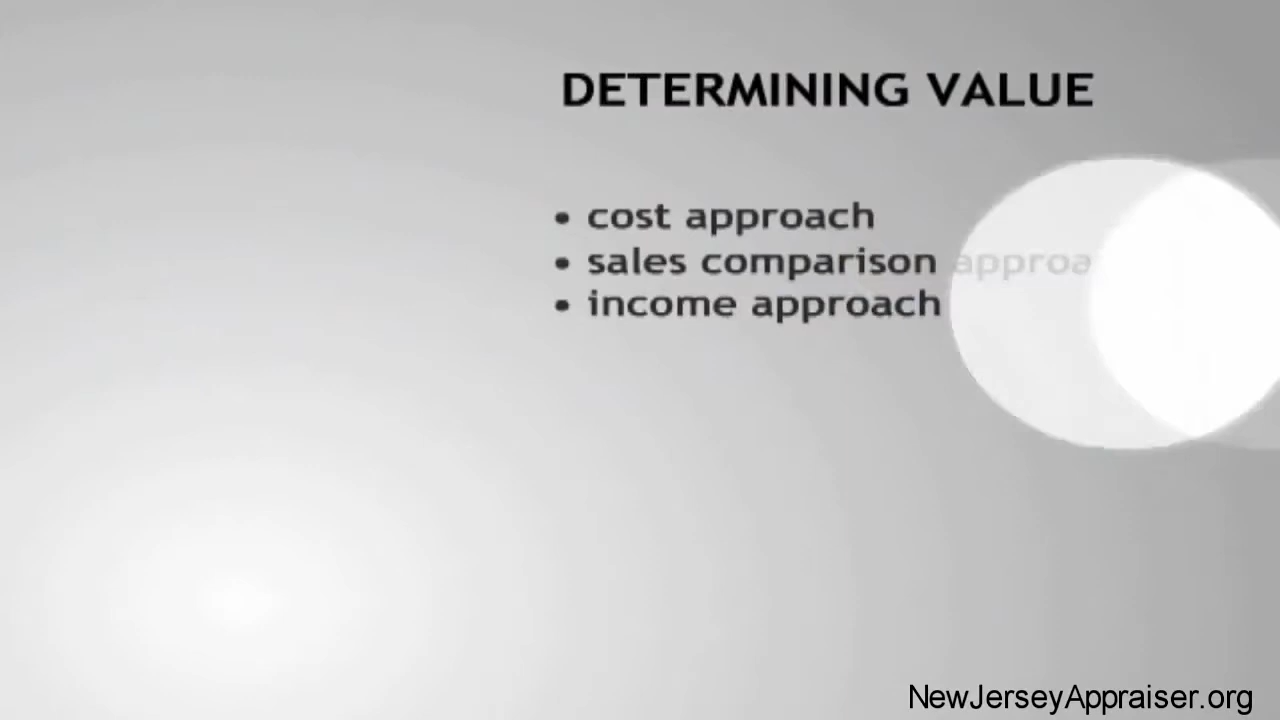 DETERMINING VALUE
• cost approach
• sales comparison
• income approach
NewJerseyAppraiser.org